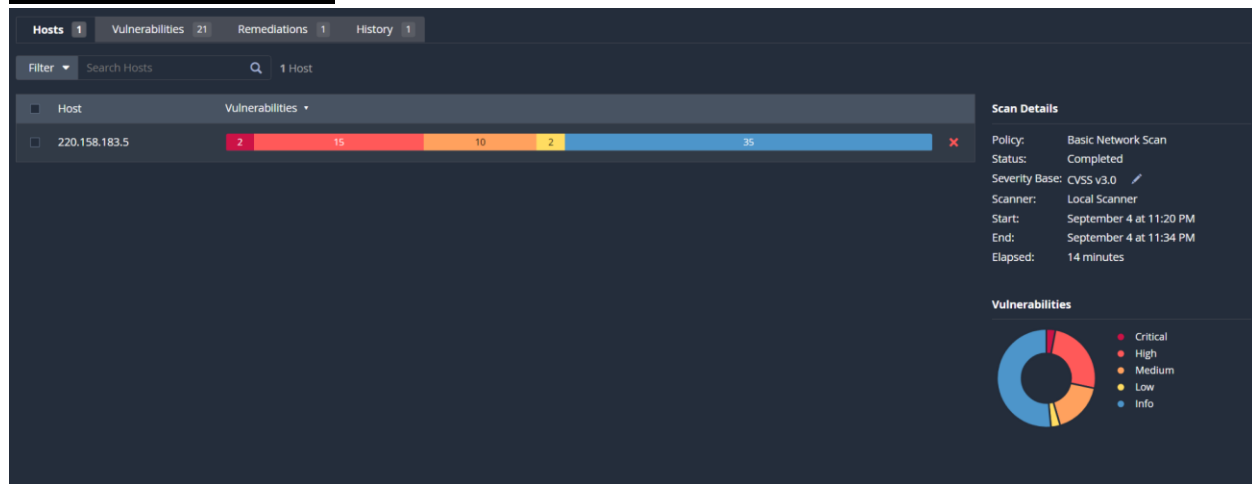 Hosts 1 Vulnerabilities 21 Remediations 1 History 1
Filter Search Hosts 1 Host
Host Vulnerabilities
220.158.183.5 2 15 10 2 35
Scan Details
Policy: Basic Network Scan
Status: Completed
Severity Base: CVSS v3.0
Scanner: Local Scanner
Start: September 4 at 11:20 PM
End: September 4 at 11:34 PM
Elapsed: 14 minutes
Vulnerabilities
Critical
High
Medium
Low
Info